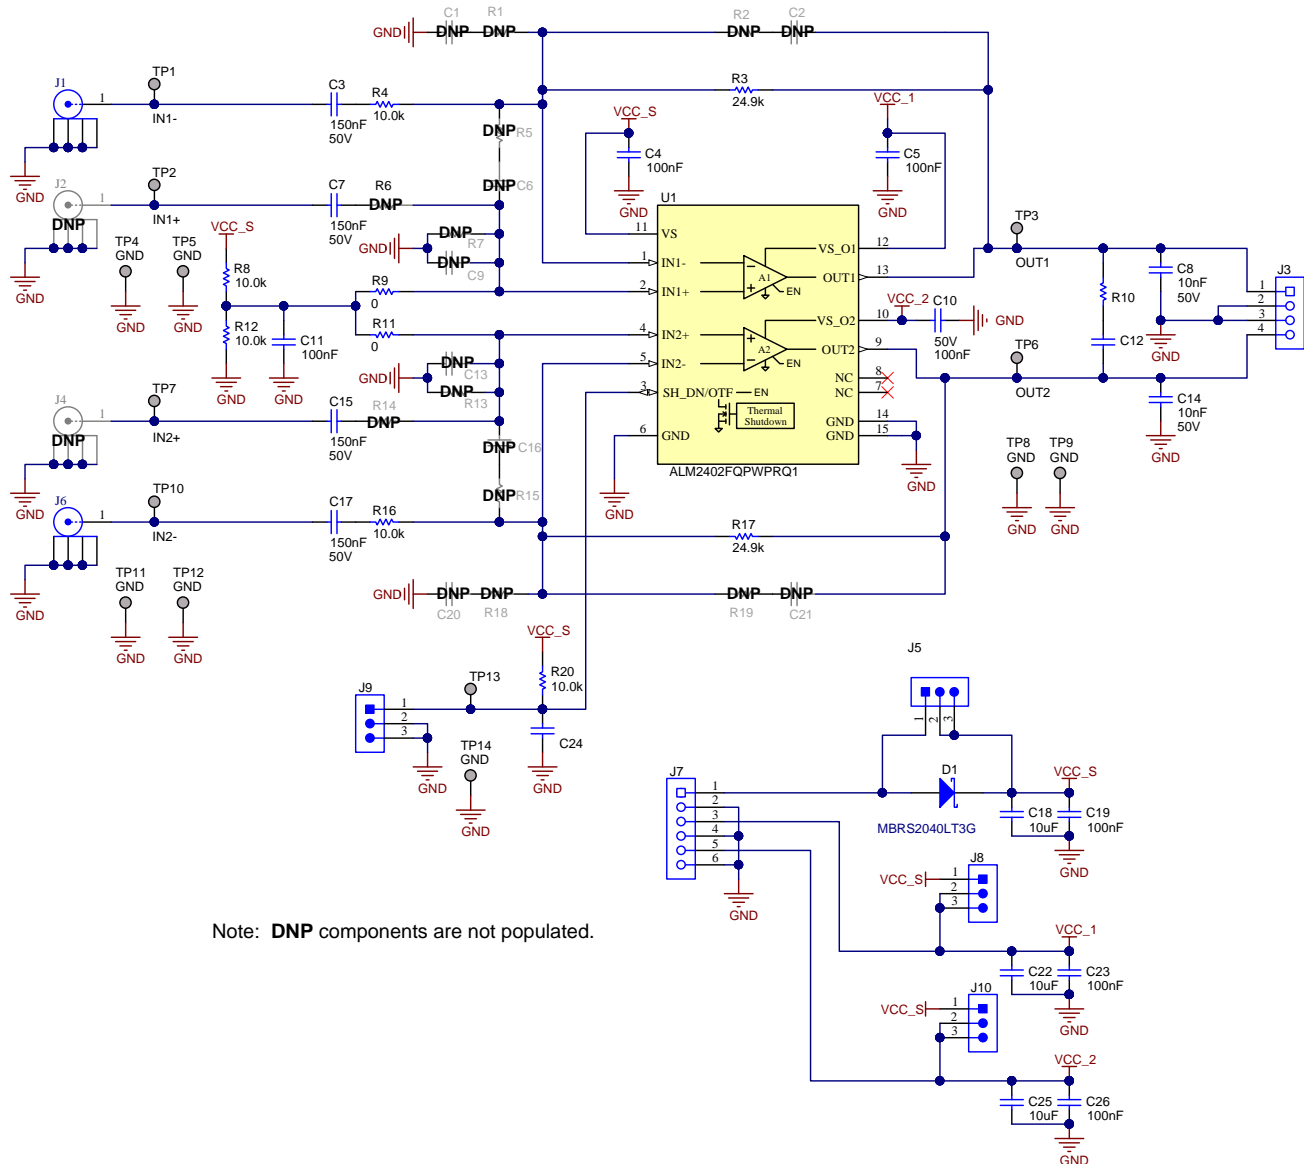 C1 R1
GND DNP DNP
R2 C2
DNP DNP
J1 1
TP1
IN1-
C3
150nF
50V
R4
10.0k
R3
24.9k
DNP R5
VCC_S
C4
100nF
GND
VCC_1
C5
100nF
GND
GND
J2 1
DNP
TP2
IN1+
C7
150nF
50V
R6
DNP
DNP C6
GND
TP4
GND
GND
TP5
GND
GND
VCC_S
R8
10.0k
R12
10.0k
GND
C11
100nF
GND
GND
DNP
R7
DNP
C9
R9
0
R11
0
U1
11 VS
1 IN1-
2 IN1+
4 IN2+
5 IN2-
3 SH_DN/OTF EN
6 GND
A1
EN
A2
EN
Thermal
Shutdown
VS_O1 12
OUT1 13
VS_O2 10
OUT2 9
NC 8
NC 7
GND 14
GND 15
ALM2402FQPWPRQ1
GND
GND
VCC_2
C10
50V
100nF
GND
TP3
OUT1
TP6
OUT2
R10
C12
C8
10nF
50V
GND
C14
10nF
50V
GND
J3
1
2
3
4
GND
C13
DNP
DNP
R13
J4 1
DNP
GND
TP7
IN2+
C15
150nF
50V
R14
DNP
DNP C16
DNP R15
TP8
GND
GND
TP9
GND
GND
J6 1
GND
TP10
IN2-
C17
150nF
50V
R16
10.0k
R17
24.9k
TP11
GND
GND
TP12
GND
GND
GND DNP DNP
C20 R18
DNP DNP
R19 C21
VCC_S
R20
10.0k
J9
1
2
3
GND
TP13
TP14
GND
GND
C24
GND
J5
1 2 3
J7
1
2
3
4
5
6
GND
D1
MBRS2040LT3G
VCC_S
C18
10uF
C19
100nF
GND
J8
VCC_S 1
2
3
VCC_1
C22
10uF
C23
100nF
GND
J10
VCC_S 1
2
3
VCC_2
C25
10uF
C26
100nF
GND
Note: DNP components are not populated.